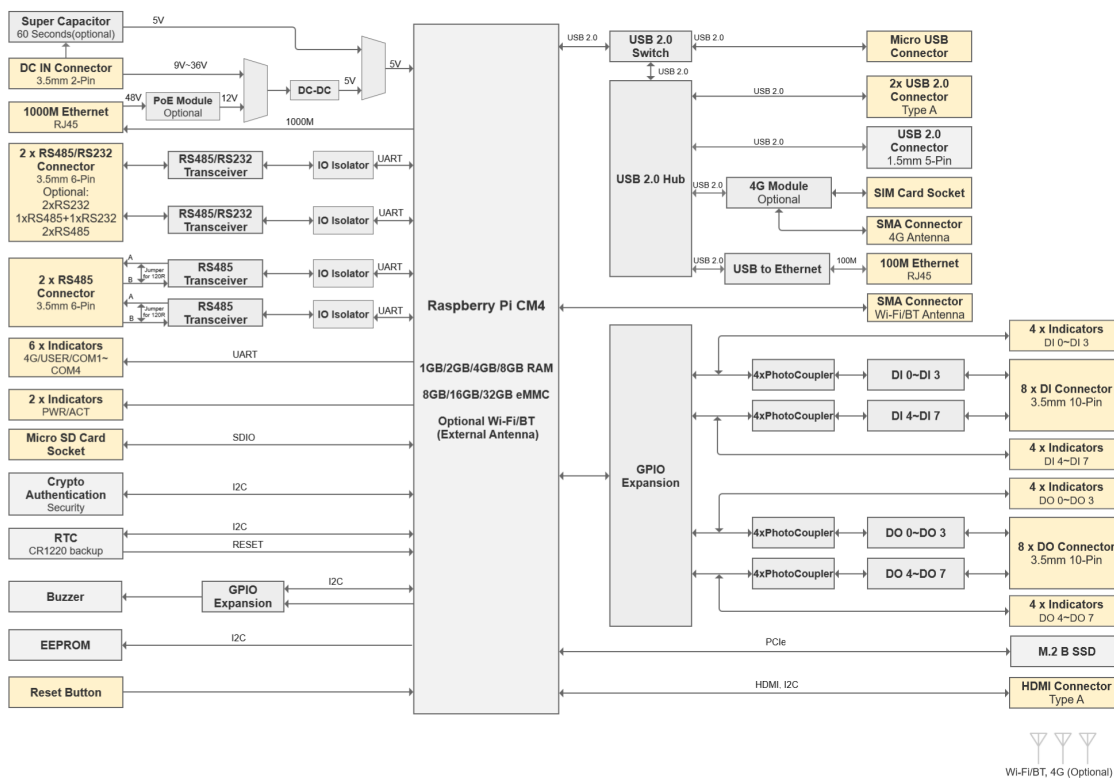 Super Capacitor
60 Seconds(optional)
5V
DC IN Connector
3.5mm 2-Pin
9V~36V
DC-DC
5V
5V
1000M Ethernet
RJ45
48V
PoE Module
Optional
12V
1000M
2 x RS485/RS232
Connector
3.5mm 6-Pin
Optional:
2xRS232
1xRS485+1xRS232
2xRS485
RS485/RS232
Transceiver
IO Isolator
UART
RS485/RS232
Transceiver
IO Isolator
UART
2 x RS485
Connector
3.5mm 6-Pin
A
Jumper
for 120R
B
RS485
Transceiver
IO Isolator
UART
A
Jumper
for 120R
B
RS485
Transceiver
IO Isolator
UART
6 x Indicators
4G/USER/COM1~
COM4
UART
2 x Indicators
PWR/ACT
Micro SD Card
Socket
SDIO
Crypto
Authentication
Security
I2C
RTC
CR1220 backup
I2C
RESET
Buzzer
GPIO
Expansion
I2C
EEPROM
I2C
Reset Button
Raspberry Pi CM4
1GB/2GB/4GB/8GB RAM
8GB/16GB/32GB eMMC
Optional Wi-Fi/BT
(External Antenna)
USB 2.0
USB 2.0
Switch
USB 2.0
Micro USB
Connector
USB 2.0
USB 2.0 Hub
USB 2.0
2x USB 2.0
Connector
Type A
USB 2.0
USB 2.0
Connector
1.5mm 5-Pin
USB 2.0
4G Module
Optional
SIM Card Socket
SMA Connector
4G Antenna
USB 2.0
USB to Ethernet
100M
100M Ethernet
RJ45
SMA Connector
Wi-Fi/BT Antenna
GPIO
Expansion
4 x Indicators
DI 0~DI 3
4xPhotoCoupler
DI 0~DI 3
8 x DI Connector
3.5mm 10-Pin
4xPhotoCoupler
DI 4~DI 7
4 x Indicators
DI 4~DI 7
4 x Indicators
DO 0~DO 3
4xPhotoCoupler
DO 0~DO 3
8 x DO Connector
3.5mm 10-Pin
4xPhotoCoupler
DO 4~DO 7
4 x Indicators
DO 4~DO 7
PCIe
M.2 B SSD
HDMI, I2C
HDMI Connector
Type A
Wi-Fi/BT, 4G (Optional)